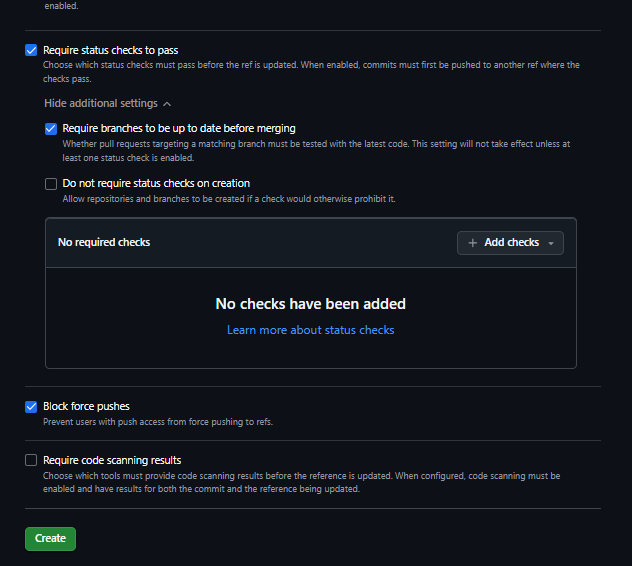 enabled.
Require status checks to pass
Choose which status checks must pass before the ref is updated. When enabled, commits must first be pushed to another ref where the
checks pass.
Hide additional settings
Require branches to be up to date before merging
Whether pull requests targeting a matching branch must be tested with the latest code. This setting will not take effect unless at
least one status check is enabled.
Do not require status checks on creation
Allow repositories and branches to be created if a check would otherwise prohibit it.
No required checks
Add checks
No checks have been added
Learn more about status checks
Block force pushes
Prevent users with push access from force pushing to refs.
Require code scanning results
Choose which tools must provide code scanning results before the reference is updated. When configured, code scanning must be
enabled and have results for both the commit and the reference being updated.
Create